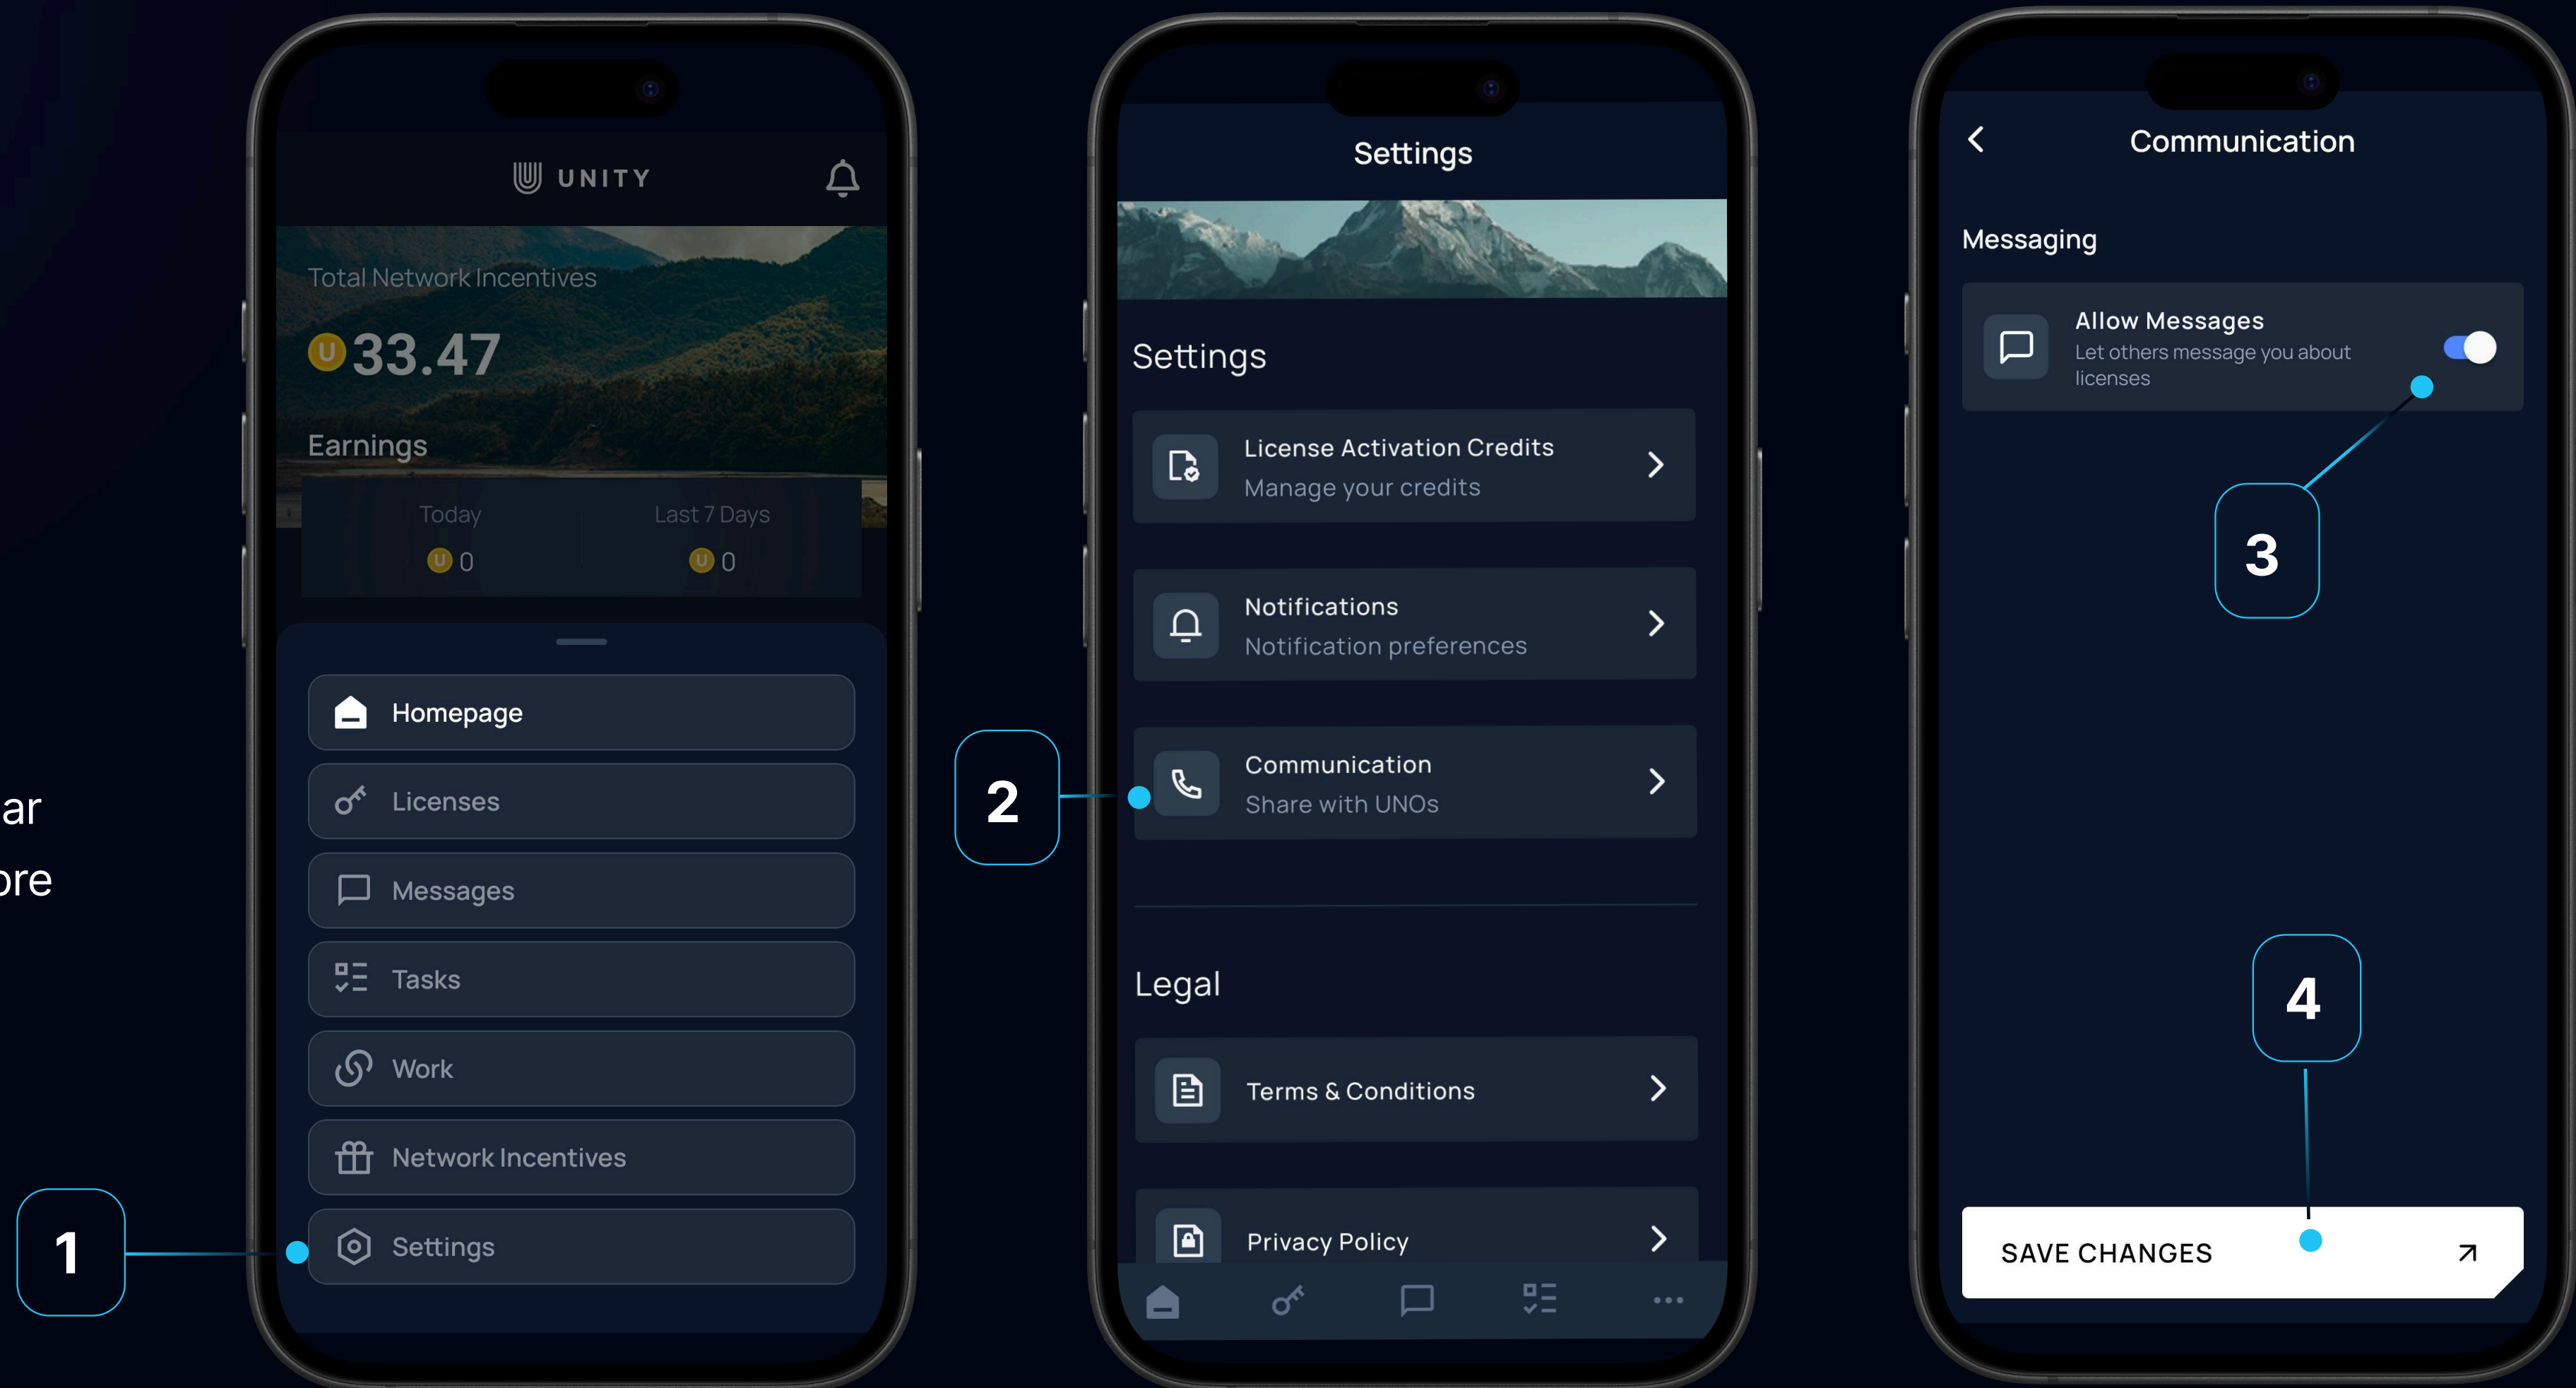 UNITY
Total Network Incentives
33.47
Earnings
Today
Last 7 Days
U 0
U 0
Homepage
Licenses
Messages
Tasks
Work
Network Incentives
Settings
1
Settings
Settings
License Activation Credits
Manage your credits
Notifications
Notification preferences
Communication
Share with UNOs
2
Legal
Terms & Conditions
Privacy Policy
Communication
Messaging
Allow Messages
Let others message you about
licenses
3
4
SAVE CHANGES